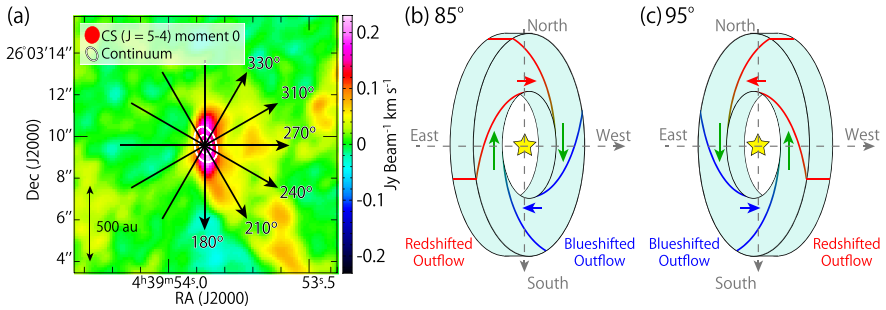 (a)
CS (J = 5-4) moment 0
Continuum
26°03′14″
12″
10″
8″
6″
4″
Dec (J2000)
500 au
330°
310°
270°
240°
210°
180°
4ʰ39ᵐ54ˢ.0
53ˢ.5
RA (J2000)
0.2
0.1
0
-0.1
-0.2
Jy Beam⁻¹ km s⁻¹
(b) 85°
North
East
West
Redshifted
Outflow
Blueshifted
Outflow
South
(c) 95°
North
East
West
Blueshifted
Outflow
Redshifted
Outflow
South